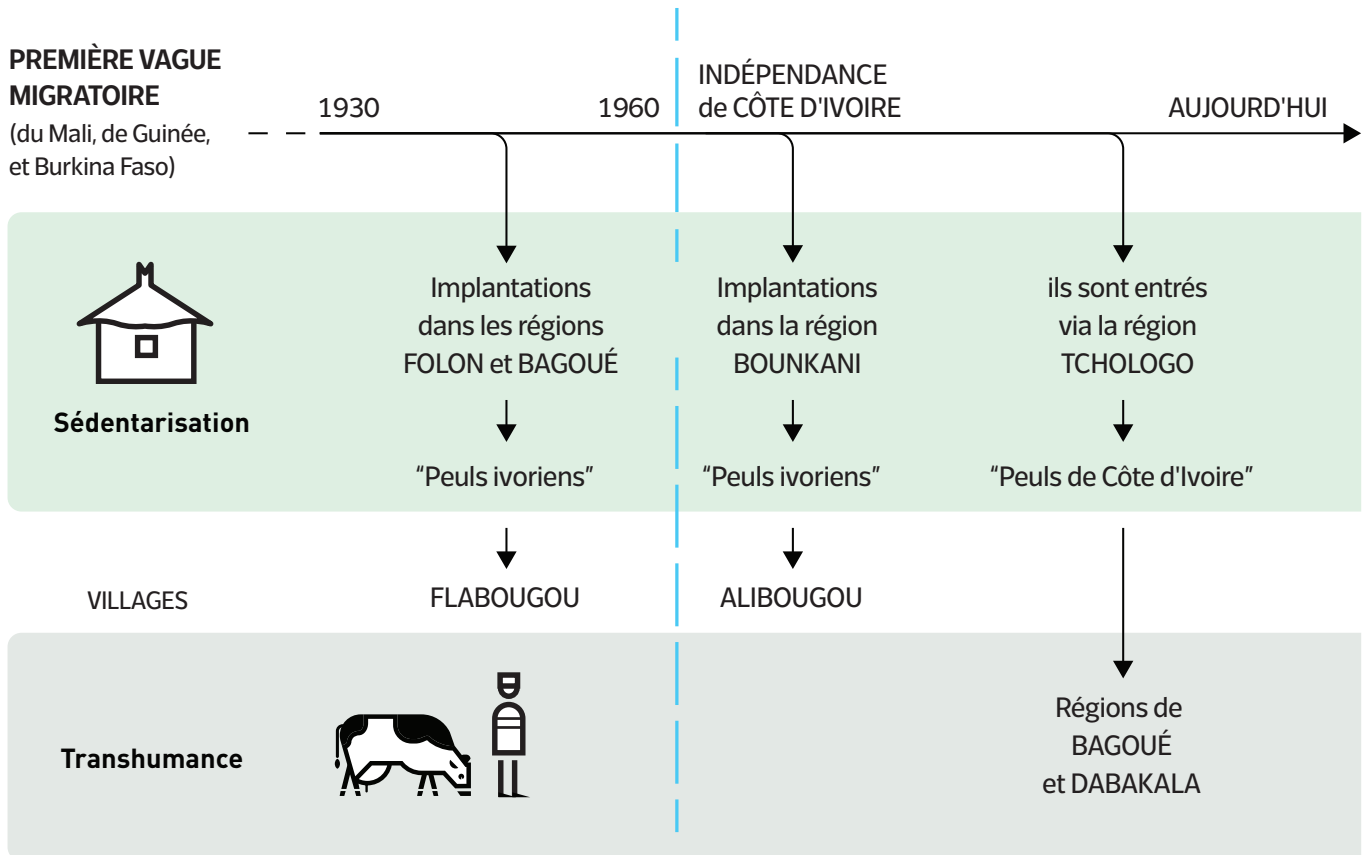 PREMIÈRE VAGUE
MIGRATOIRE
(du Mali, de Guinée,
et Burkina Faso)
1930
1960
INDÉPENDANCE
de CÔTE D'IVOIRE
AUJOURD'HUI
Sédentarisation
Implantations
dans les régions
FOLON et BAGOUÉ
"Peuls ivoriens"
Implantations
dans la région
BOUNKANI
"Peuls ivoriens"
ils sont entrés
via la région
TCHOLOGO
"Peuls de Côte d'Ivoire"
VILLAGES
FLABOUGOU
ALIBOUGOU
Transhumance
Régions de
BAGOUÉ
et DABAKALA